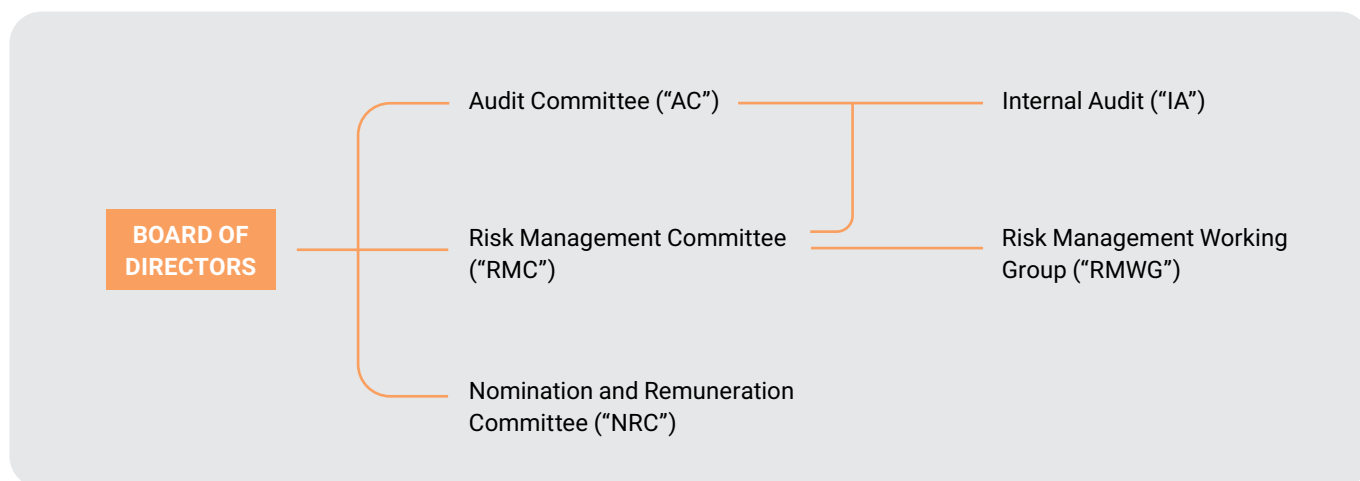 Audit Committee (“AC”)
Internal Audit (“IA”)
BOARD OF
DIRECTORS
Risk Management Committee
(“RMC”)
Risk Management Working
Group (“RMWG”)
Nomination and Remuneration
Committee (“NRC”)